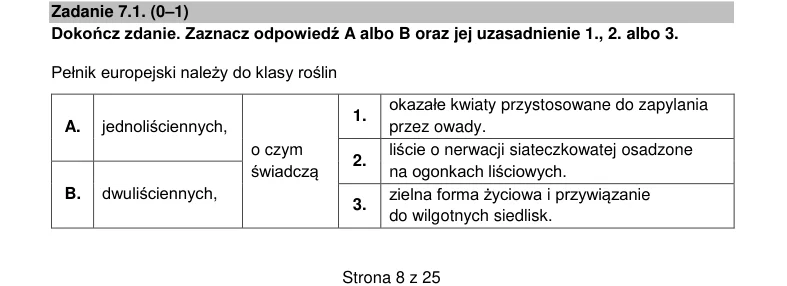 Zadanie 7.1. (0–1)
Dokończ zdanie. Zaznacz odpowiedź A albo B oraz jej uzasadnienie 1., 2. albo 3.
Pełnik europejski należy do klasy roślin
A.
jednoliściennych,
B.
dwuliściennych,
o czym
świadczą
1.
okazałe kwiaty przystosowane do zapylania
przez owady.
2.
liście o nerwacji siateczkowatej osadzone
na ogonkach liściowych.
3.
zielna forma życiowa i przywiązanie
do wilgotnych siedlisk.
Strona 8 z 25